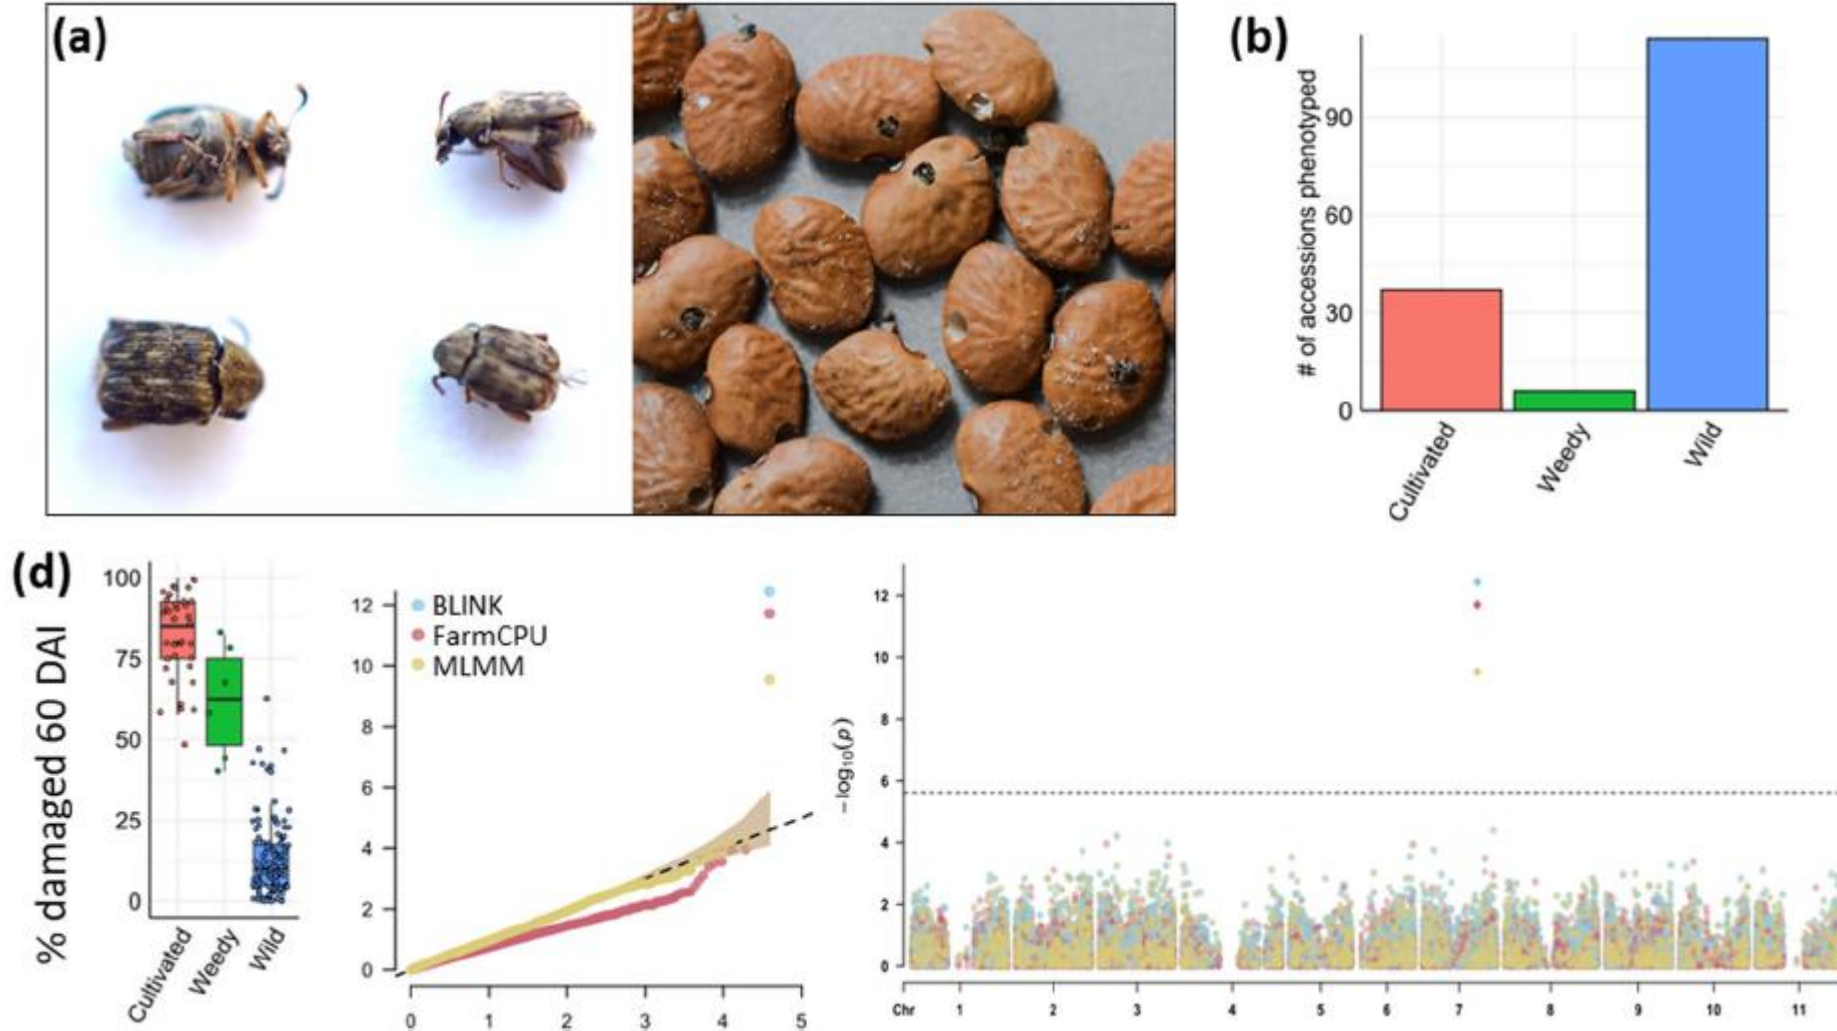 (a)
(b)
# of accessions phenotyped
90
60
30
0
Cultivated
Weedy
Wild
(d)
% damaged 60 DAI
100
75
50
25
0
Cultivated
Weedy
Wild
12
10
8
6
4
2
0
BLINK
FarmCPU
MLMM
0 1 2 3 4 5
−log10(p)
12
10
8
6
4
2
0
Chr 1 2 3 4 5 6 7 8 9 10 11